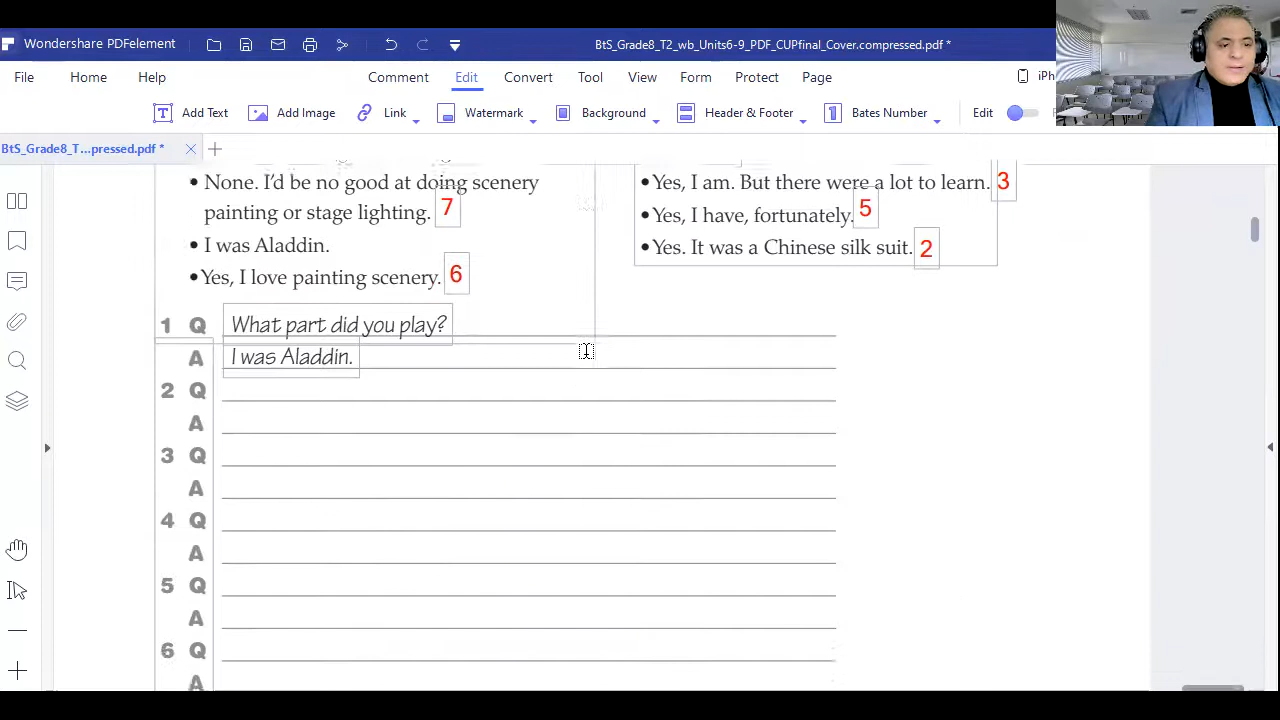 Wondershare PDFelement
BtS_Grade8_T2_wb_Units6-9_PDF_CUPfinal_Cover.compressed.pdf *
File Home Help Comment Edit Convert Tool View Form Protect Page
Add Text Add Image Link Watermark Background Header & Footer Bates Number Edit
BtS_Grade8_T...pressed.pdf *
• None. I'd be no good at doing scenery
painting or stage lighting. 7
• I was Aladdin.
• Yes, I love painting scenery. 6
• Yes, I am. But there were a lot to learn. 3
• Yes, I have, fortunately. 5
• Yes. It was a Chinese silk suit. 2
1 Q What part did you play?
A I was Aladdin.
2 Q
A
3 Q
A
4 Q
A
5 Q
A
6 Q
A